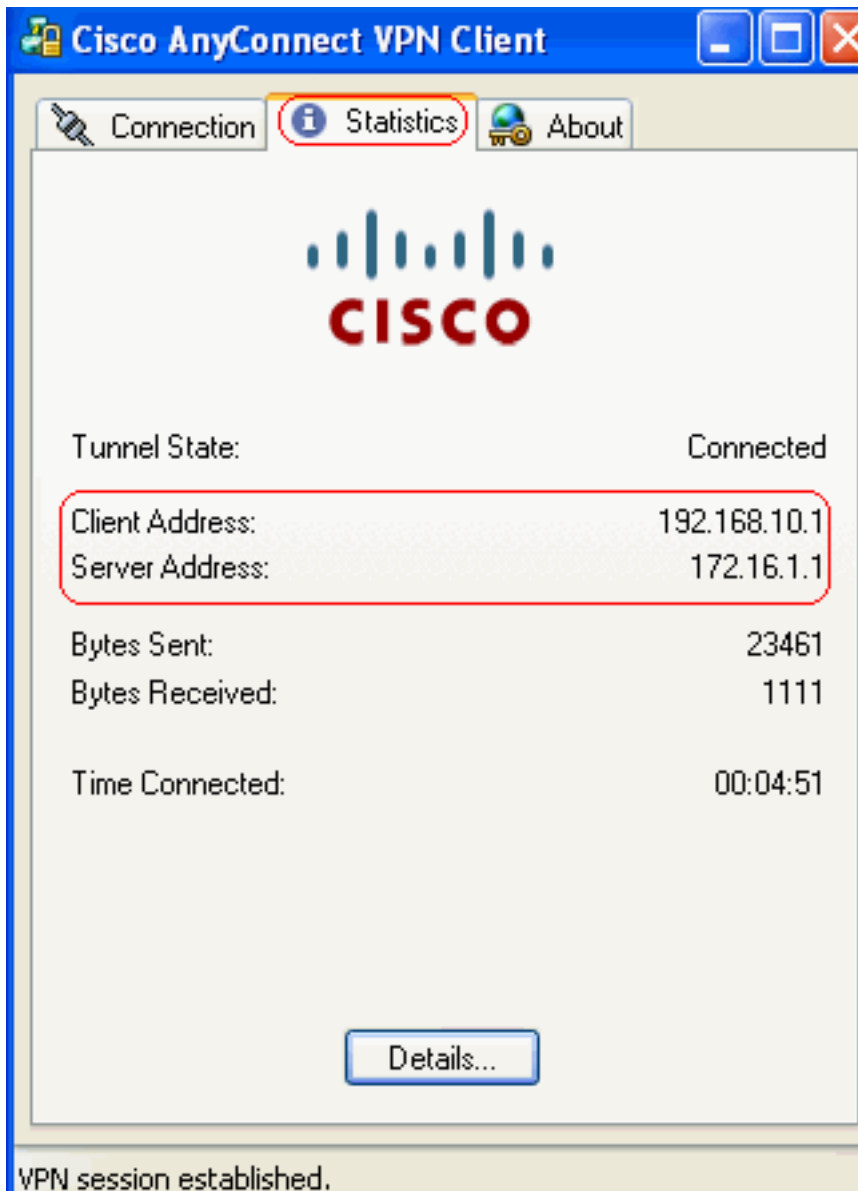 Cisco AnyConnect VPN Client
Connection Statistics About
CISCO
Tunnel State: Connected
Client Address: 192.168.10.1
Server Address: 172.16.1.1
Bytes Sent: 23461
Bytes Received: 1111
Time Connected: 00:04:51
Details...
VPN session established.